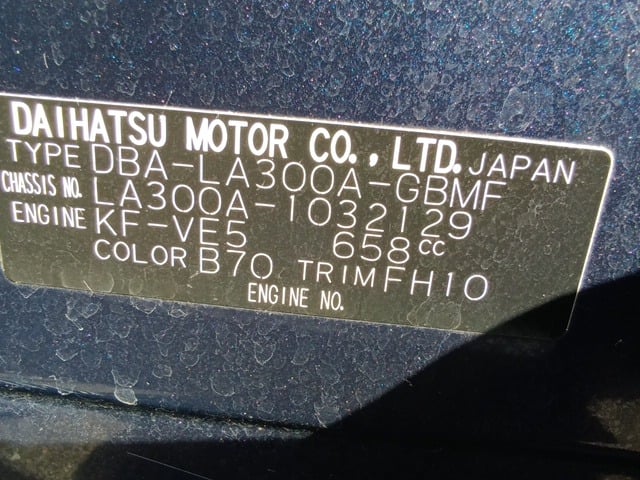 DAIHATSU MOTOR CO., LTD. JAPAN
TYPE DBA-LA300A-GBMF
CHASSIS NO. LA300A-1032129
ENGINE KF-VE5 658cc
COLOR B70 TRIM FH10
ENGINE NO.